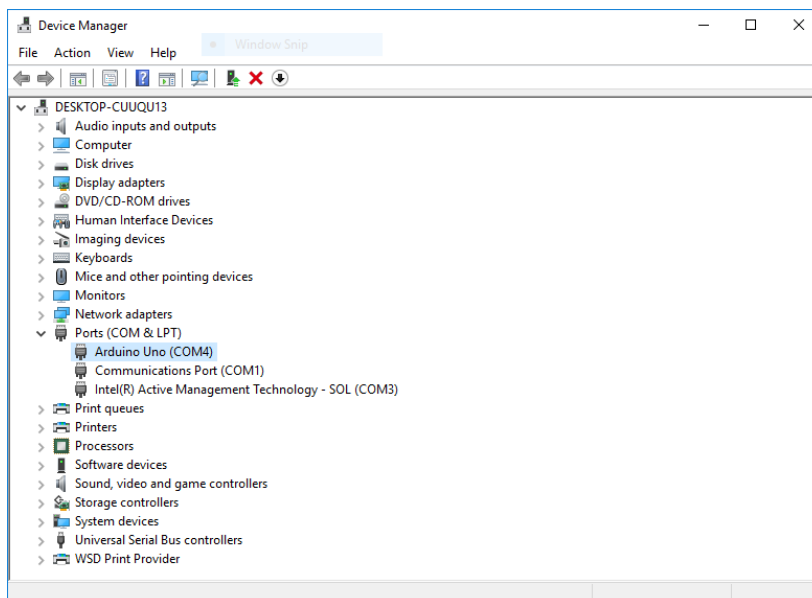 Device Manager
File Action View Help
Window Snip
DESKTOP-CUUQU13
Audio inputs and outputs
Computer
Disk drives
Display adapters
DVD/CD-ROM drives
Human Interface Devices
Imaging devices
Keyboards
Mice and other pointing devices
Monitors
Network adapters
Ports (COM & LPT)
Arduino Uno (COM4)
Communications Port (COM1)
Intel(R) Active Management Technology - SOL (COM3)
Print queues
Printers
Processors
Software devices
Sound, video and game controllers
Storage controllers
System devices
Universal Serial Bus controllers
WSD Print Provider